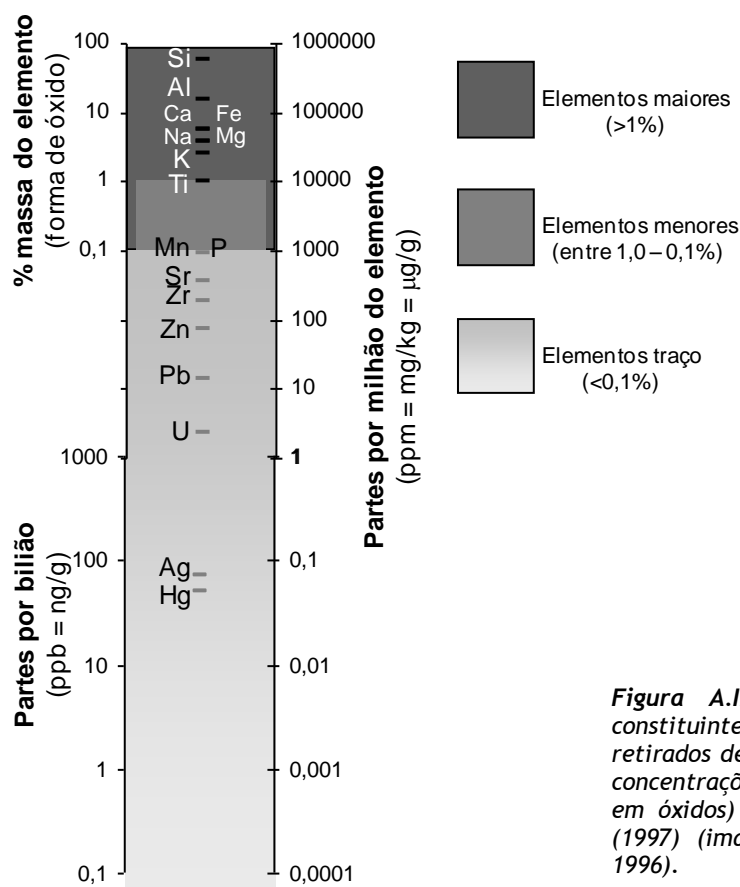 100
10
1
0,1
1000
100
10
1
0,1
% massa do elemento
(forma de óxido)
Partes por bilião
(ppb = ng/g)
Si
Al
Ca Fe
Na Mg
K
Ti
Mn P
Sr
Zr
Zn
Pb
U
Ag
Hg
1000000
100000
10000
1000
100
10
1
0,1
0,01
0,001
0,0001
Partes por milhão do elemento
(ppm = mg/kg = µg/g)
Elementos maiores
(>1%)
Elementos menores
(entre 1,0 – 0,1%)
Elementos traço
(<0,1%)
Figura A.I
constituinte
retirados de
concentraçõ
em óxidos)
(1997) (ima
1996).